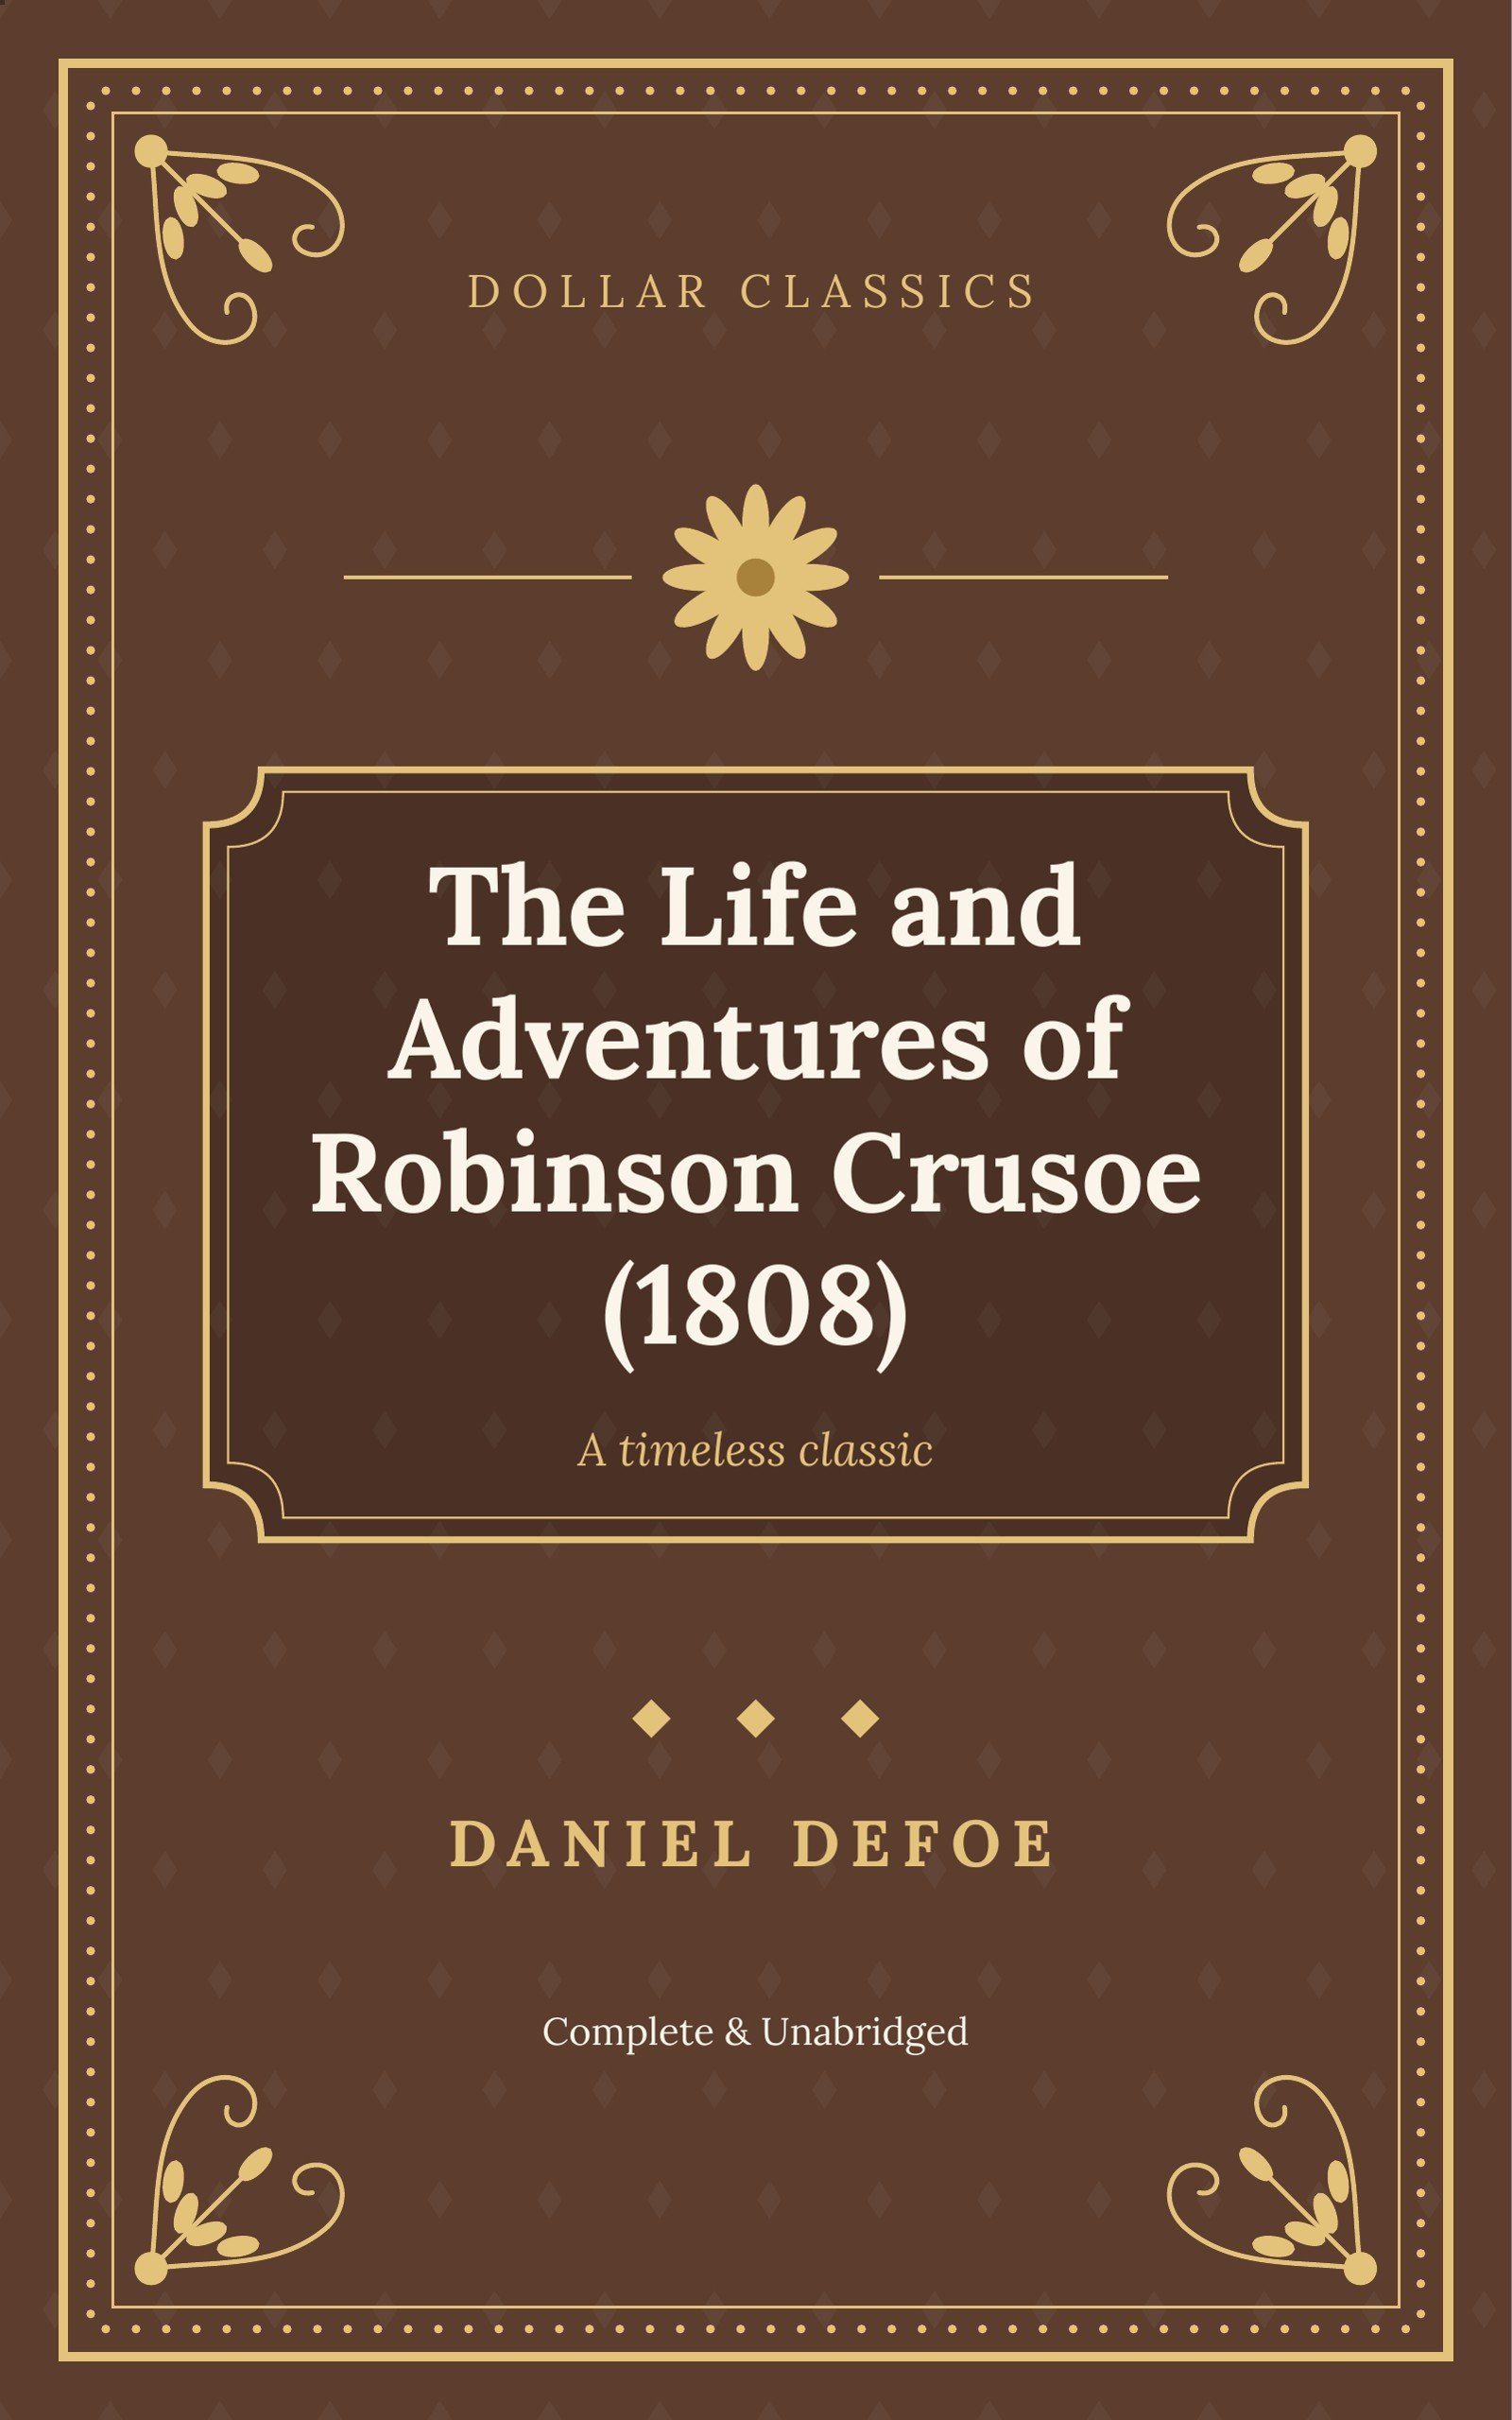 DOLLAR CLASSICS
The Life and
Adventures of
Robinson Crusoe
(1808)
A timeless classic
DANIEL DEFOE
Complete & Unabridged